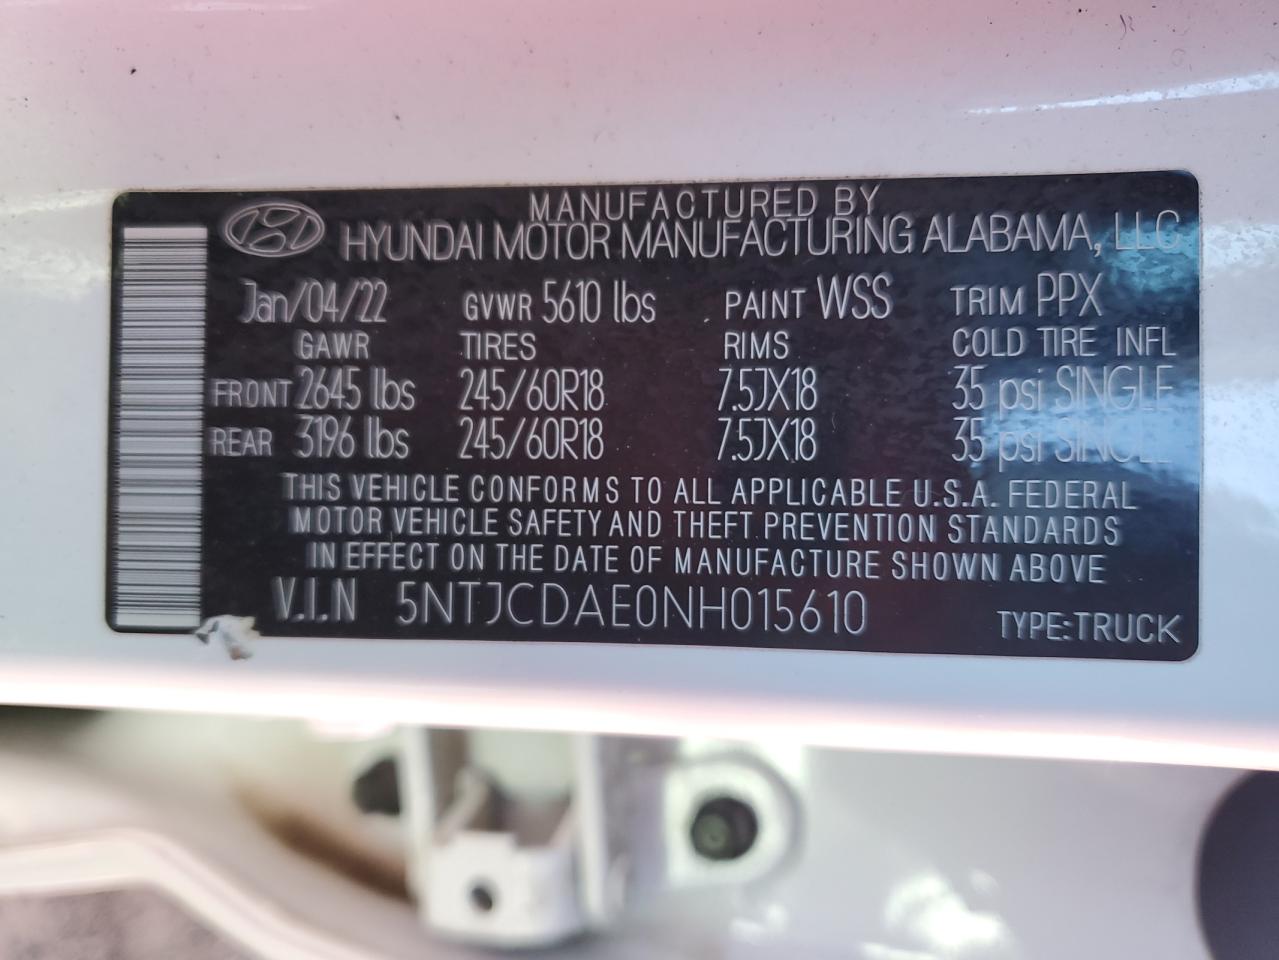 MANUFACTURED BY
HYUNDAI MOTOR MANUFACTURING ALABAMA, LLC
Jan/04/22 GVWR 5610 lbs PAINT WSS TRIM PPX
GAWR TIRES RIMS COLD TIRE INFL
FRONT 2645 lbs 245/60R18 7.5JX18 35 psi SINGLE
REAR 3196 lbs 245/60R18 7.5JX18 35 psi SINGLE
THIS VEHICLE CONFORMS TO ALL APPLICABLE U.S.A. FEDERAL
MOTOR VEHICLE SAFETY AND THEFT PREVENTION STANDARDS
IN EFFECT ON THE DATE OF MANUFACTURE SHOWN ABOVE
V.I.N 5NTJCDAE0NH015610 TYPE:TRUCK